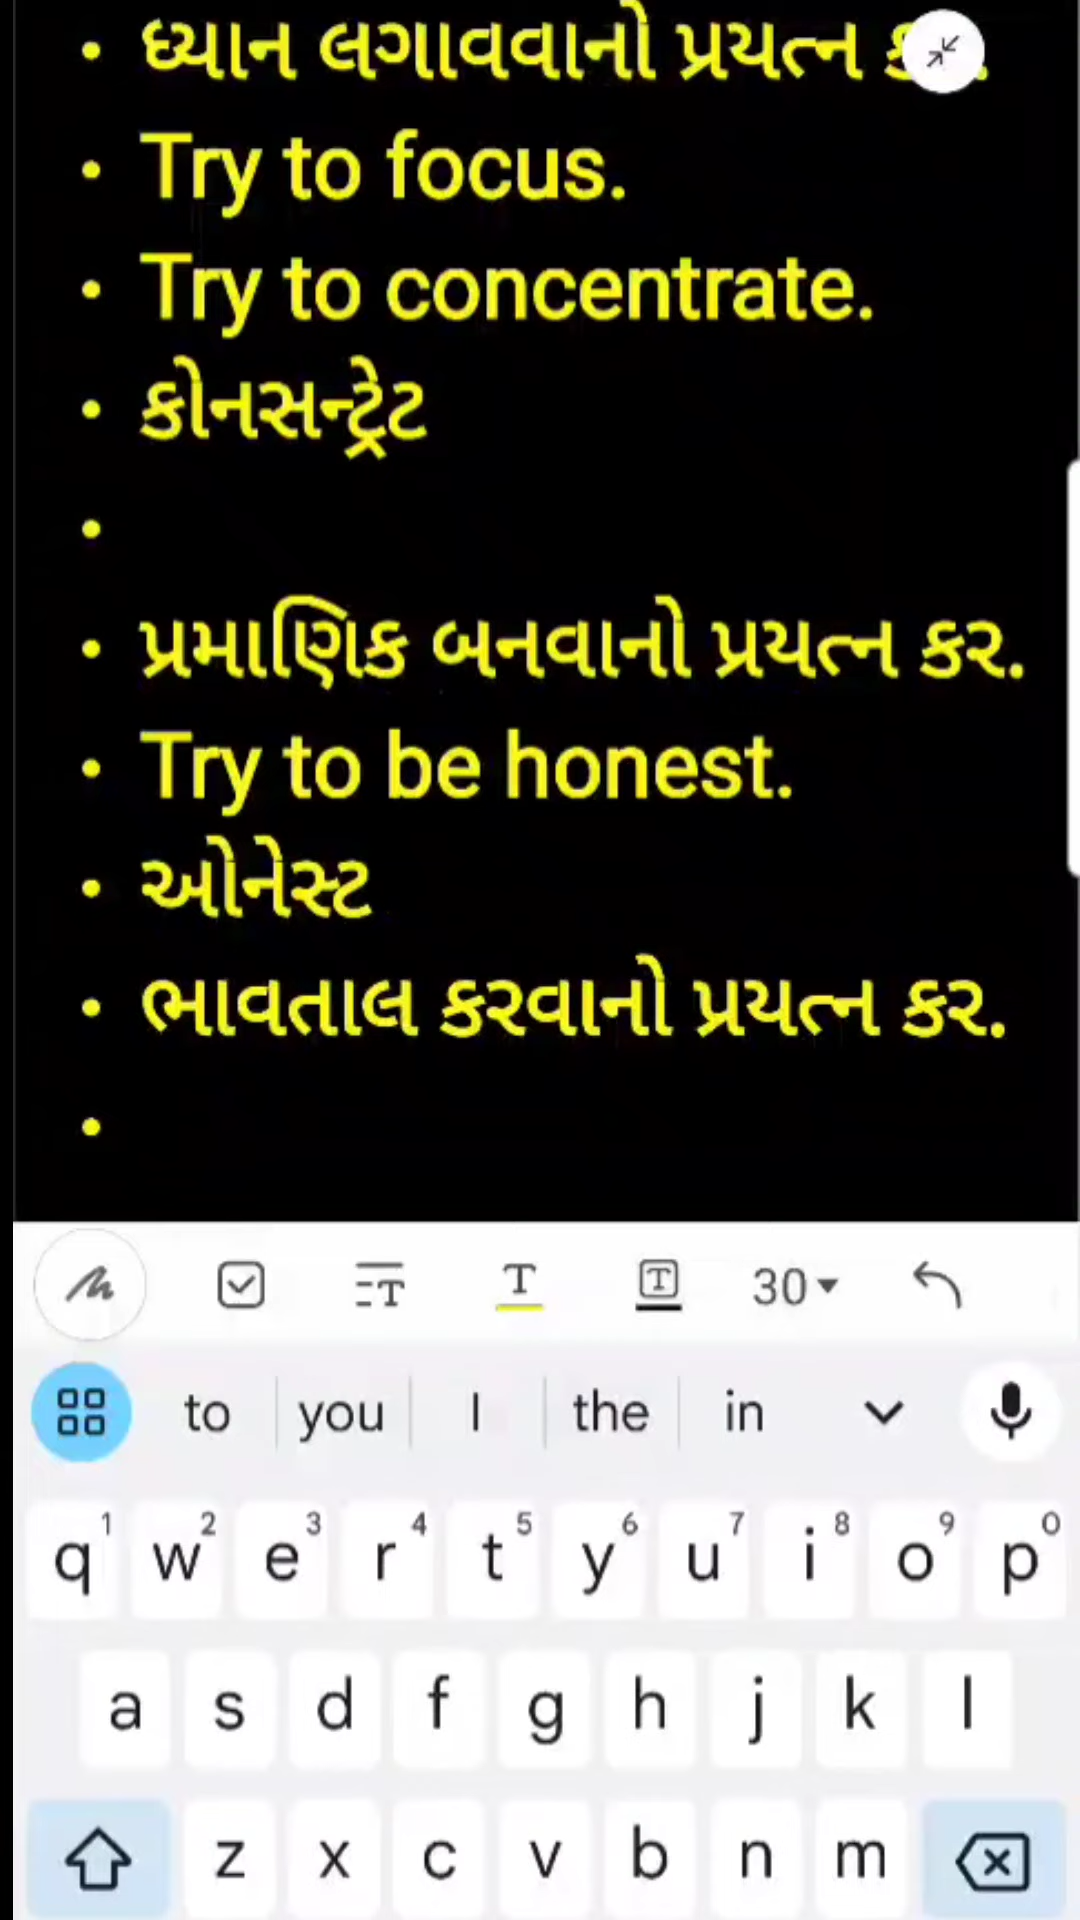 ધ્યાન લગાવવાનો પ્રયત્ન
Try to focus.
Try to concentrate.
કોનસન્ટ્રેટ
પ્રમાણિક બનવાનો પ્રયત્ન કર.
Try to be honest.
ઓનેસ્ટ
ભાવતાલ કરવાનો પ્રયત્ન કર.
T T T 30
to you I the in
1 2 3 4 5 6 7 8 9 0
q w e r t y u i o p
a s d f g h j k l
z x c v b n m